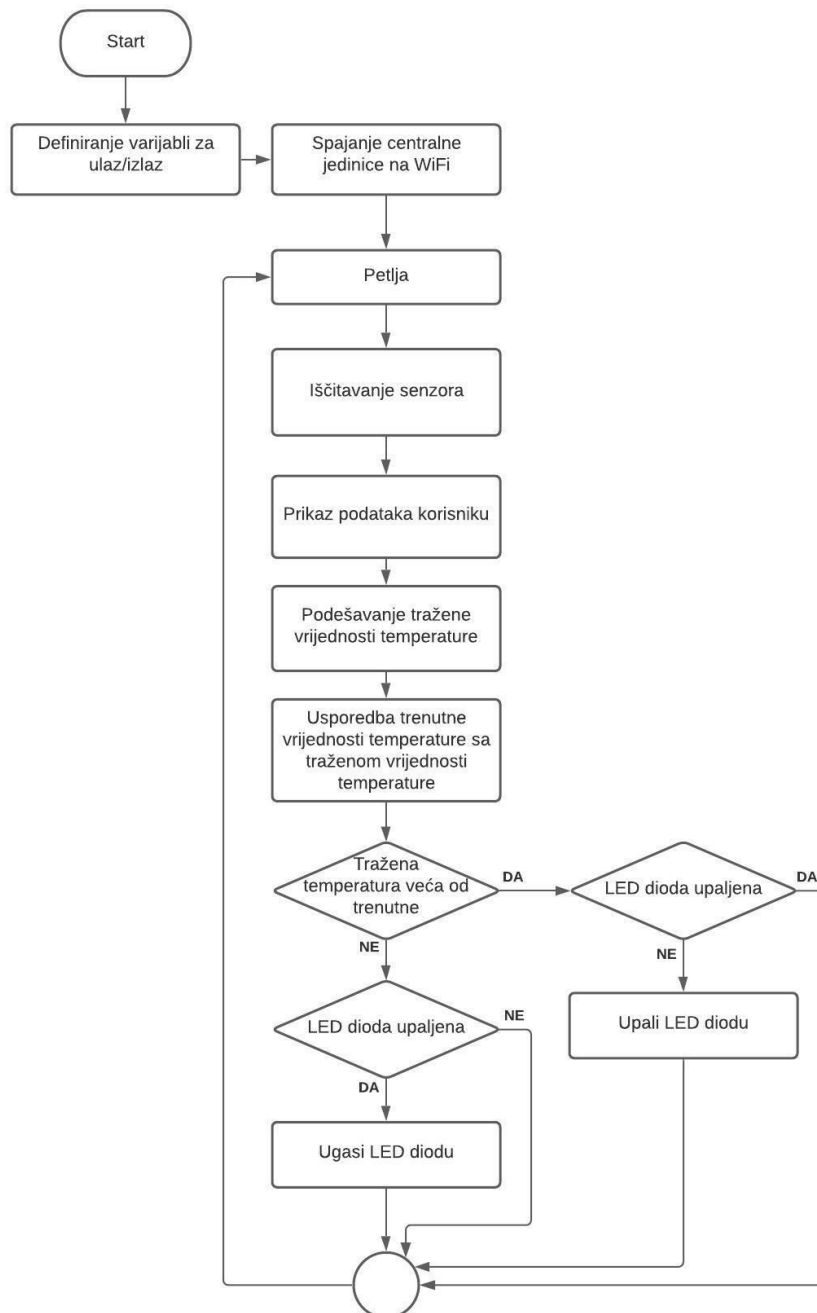 Start
Definiranje varijabli za
ulaz/izlaz
Spajanje centralne
jedinice na WiFi
Petlja
Iščitavanje senzora
Prikaz podataka korisniku
Podešavanje tražene
vrijednosti temperature
Usporedba trenutne
vrijednosti temperature sa
traženom vrijednosti
temperature
Tražena
temperatura veća od
trenutne
DA
LED dioda upaljena
DA
NE
NE
LED dioda upaljena
NE
Upali LED diodu
DA
Ugasi LED diodu